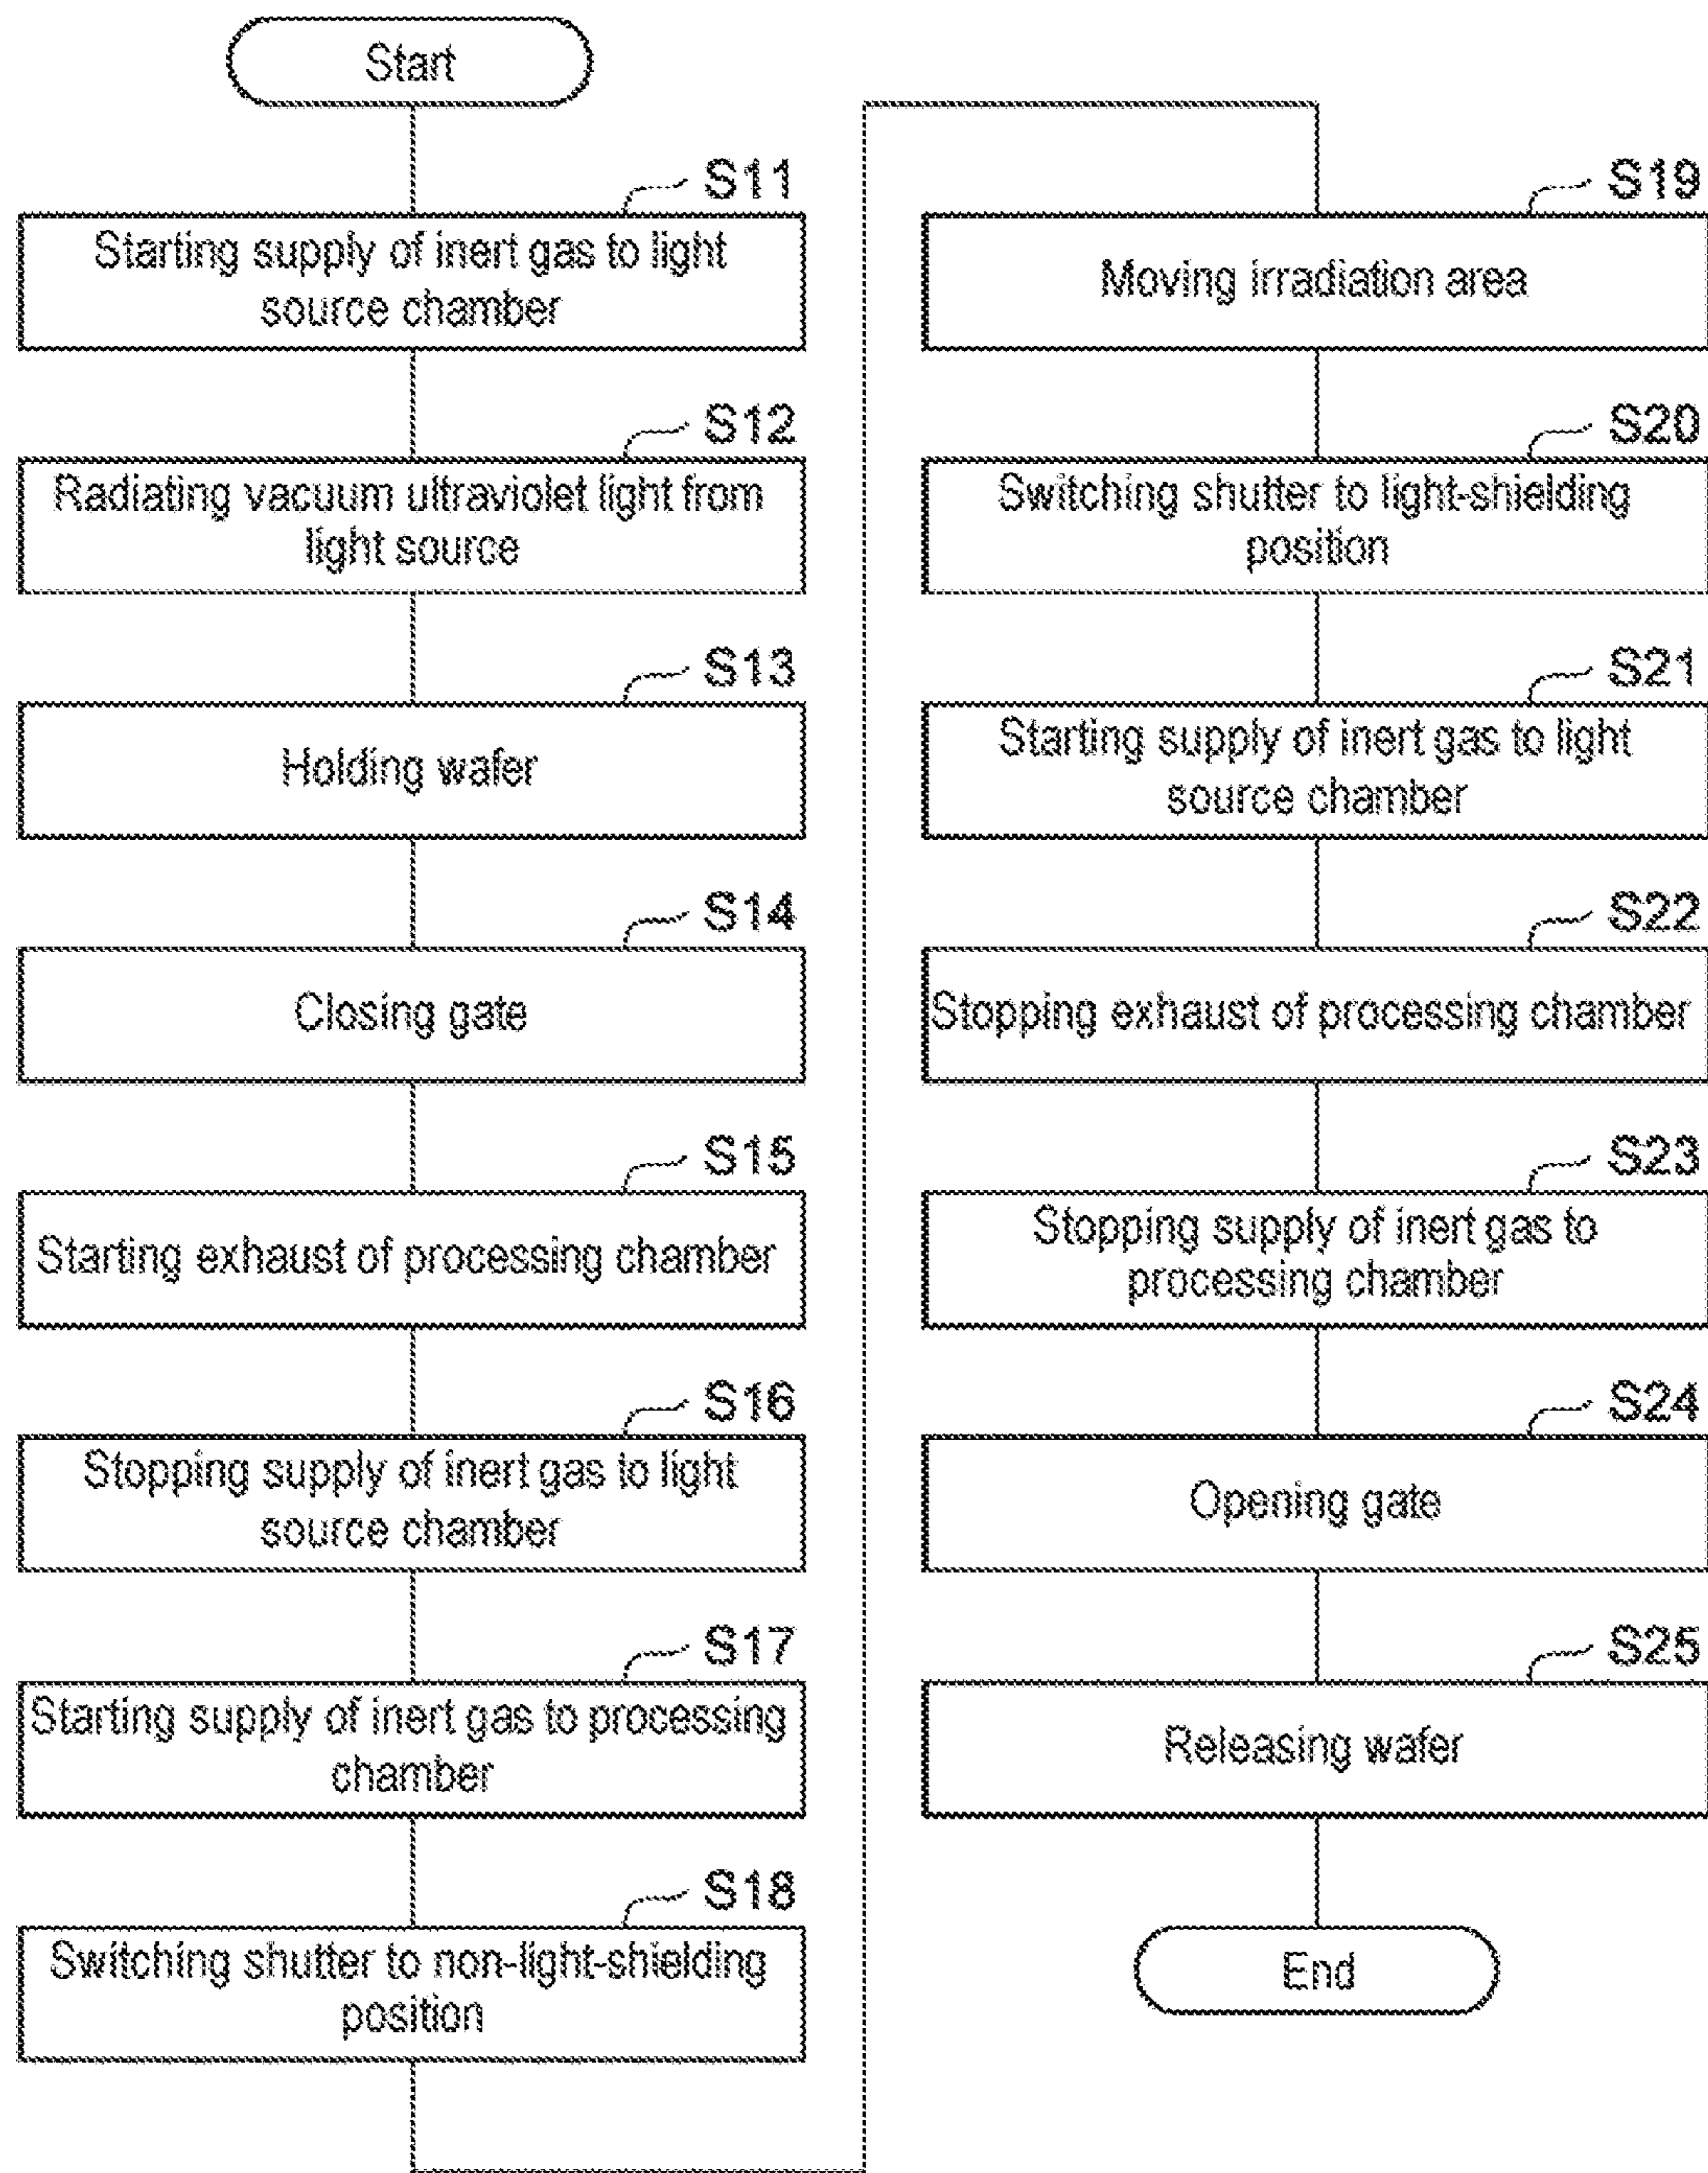 Start
S11
Starting supply of inert gas to light
source chamber
S12
Radiating vacuum ultraviolet light from
light source
S13
Holding wafer
S14
Closing gate
S15
Starting exhaust of processing chamber
S16
Stopping supply of inert gas to light
source chamber
S17
Starting supply of inert gas to processing
chamber
S18
Switching shutter to non-light-shielding
position
S19
Moving irradiation area
S20
Switching shutter to light-shielding
position
S21
Starting supply of inert gas to light
source chamber
S22
Stopping exhaust of processing chamber
S23
Stopping supply of inert gas to
processing chamber
S24
Opening gate
S25
Releasing wafer
End